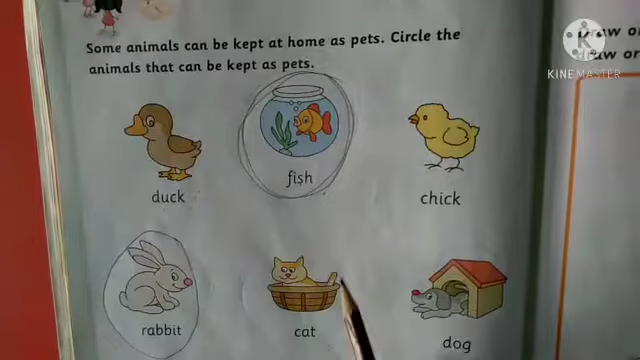 Some animals can be kept at home as pets. Circle the
animals that can be kept as pets.
duck
fish
chick
rabbit
cat
dog
KINEMASTER